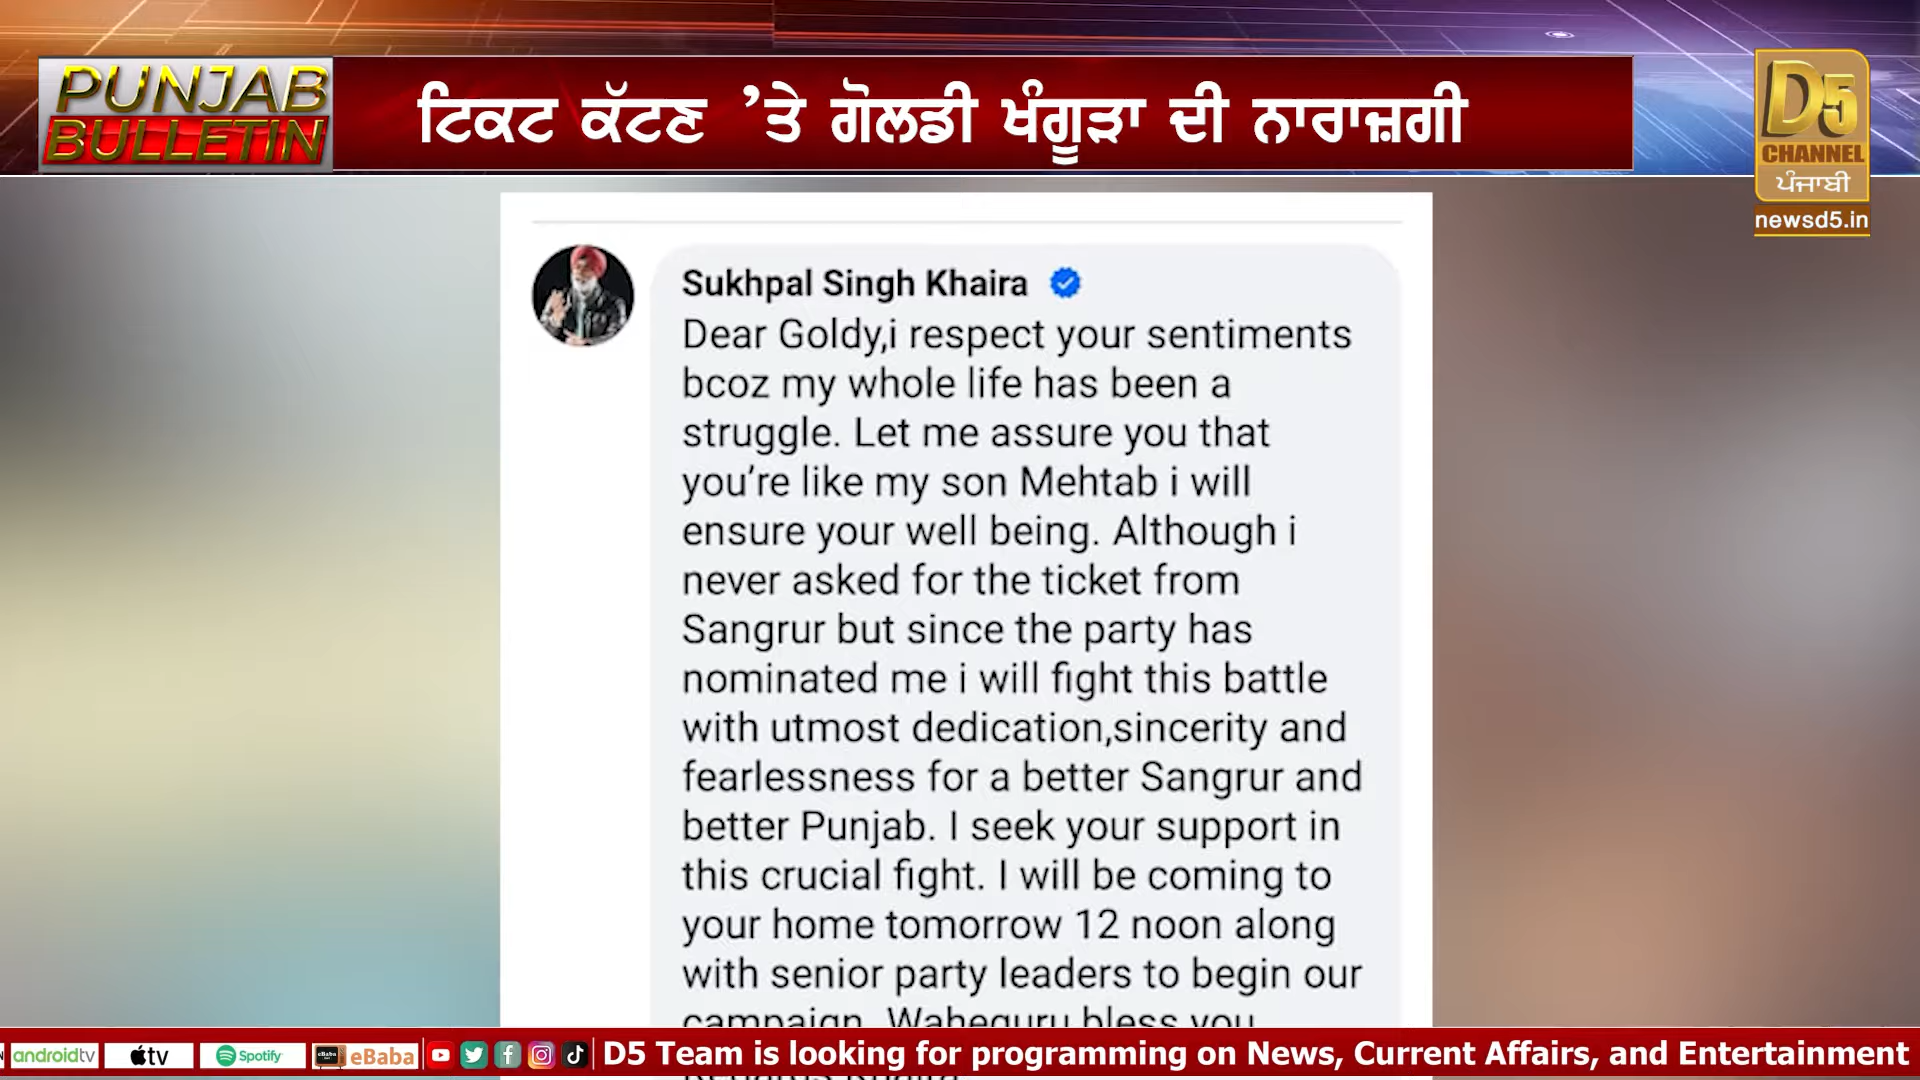 PUNJAB
BULLETIN
ਟਿਕਟ ਕੱਟਣ ’ਤੇ ਗੋਲਡੀ ਖੰਗੂੜਾ ਦੀ ਨਾਰਾਜ਼ਗੀ
D5
CHANNEL
ਪੰਜਾਬੀ
newsd5.in
Sukhpal Singh Khaira
Dear Goldy,i respect your sentiments
bcoz my whole life has been a
struggle. Let me assure you that
you’re like my son Mehtab i will
ensure your well being. Although i
never asked for the ticket from
Sangrur but since the party has
nominated me i will fight this battle
with utmost dedication,sincerity and
fearlessness for a better Sangrur and
better Punjab. I seek your support in
this crucial fight. I will be coming to
your home tomorrow 12 noon along
with senior party leaders to begin our
campaign. Waheguru bless you
androidtv tv Spotify eBaba D5 Team is looking for programming on News, Current Affairs, and Entertainment